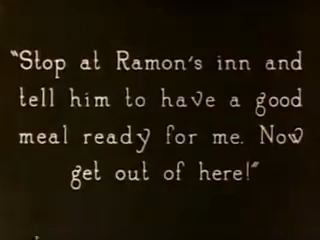 "Stop at Ramon's inn and
tell him to have a good
meal ready for me. Now
get out of here!"